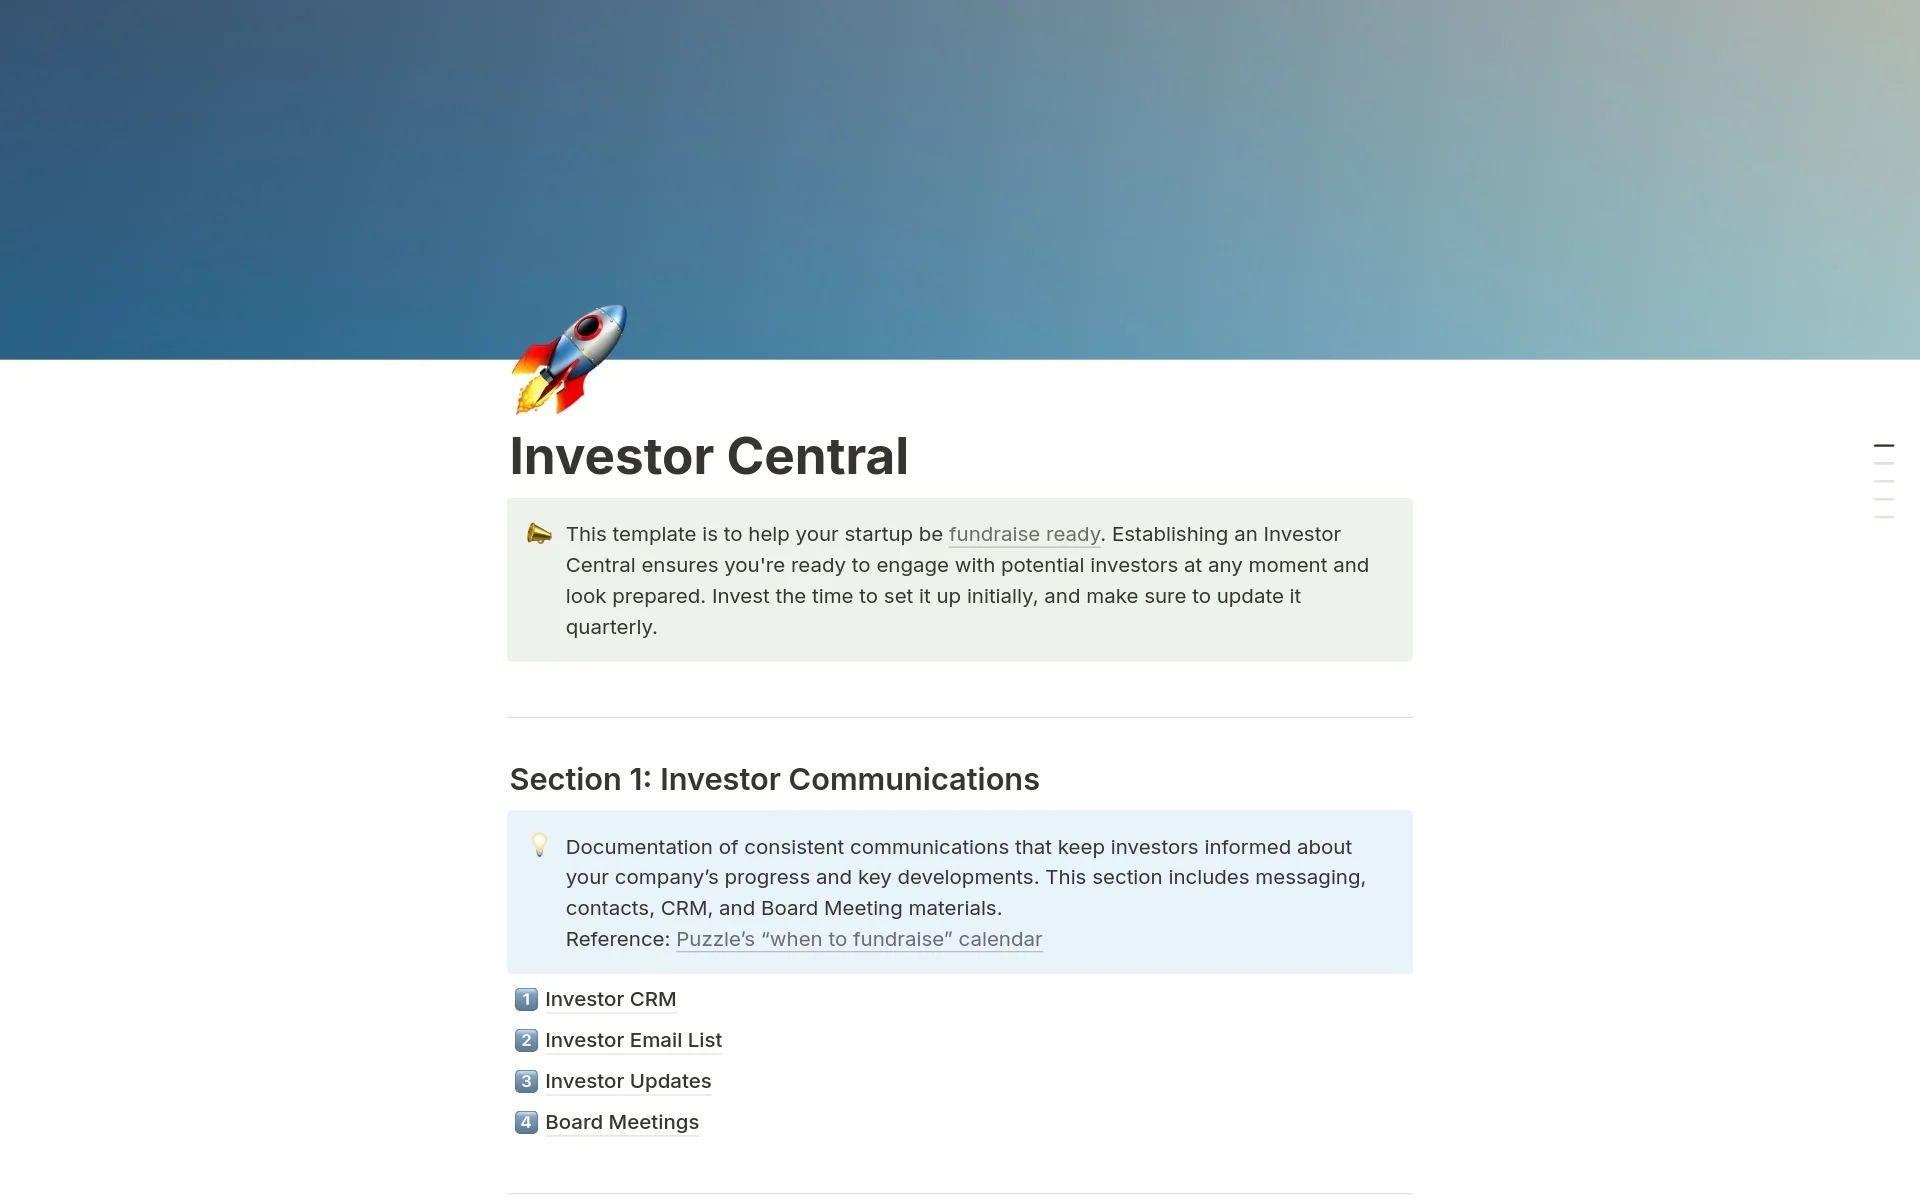 Investor Central
This template is to help your startup be fundraise ready. Establishing an Investor
Central ensures you're ready to engage with potential investors at any moment and
look prepared. Invest the time to set it up initially, and make sure to update it
quarterly.
Section 1: Investor Communications
Documentation of consistent communications that keep investors informed about
your company’s progress and key developments. This section includes messaging,
contacts, CRM, and Board Meeting materials.
Reference: Puzzle’s “when to fundraise” calendar
1 Investor CRM
2 Investor Email List
3 Investor Updates
4 Board Meetings